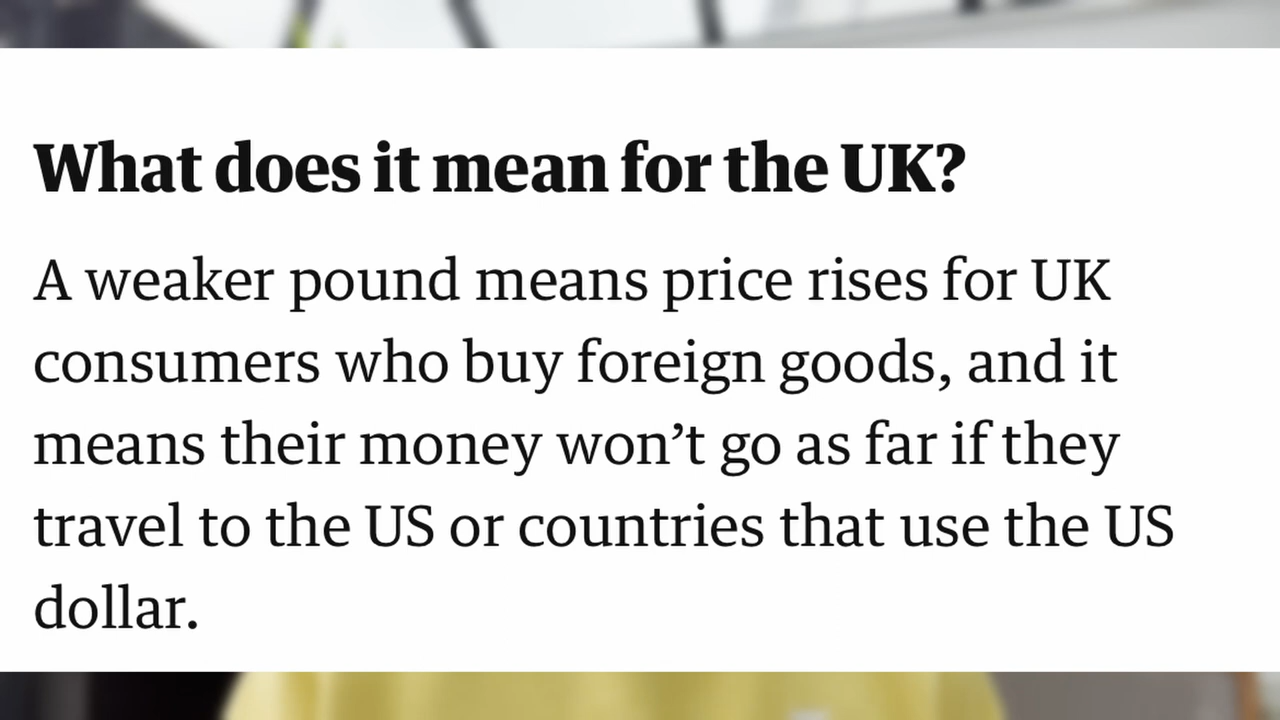 What does it mean for the UK?
A weaker pound means price rises for UK
consumers who buy foreign goods, and it
means their money won’t go as far if they
travel to the US or countries that use the US
dollar.